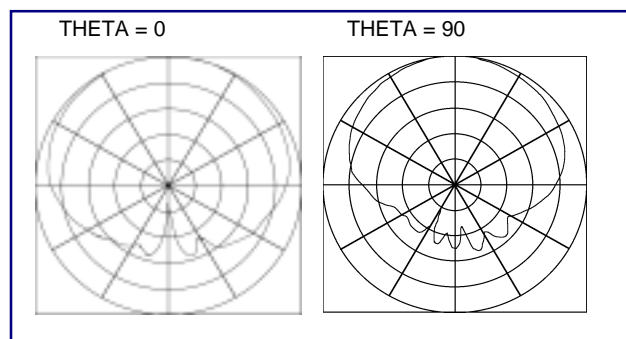 THETA = 0
THETA = 90